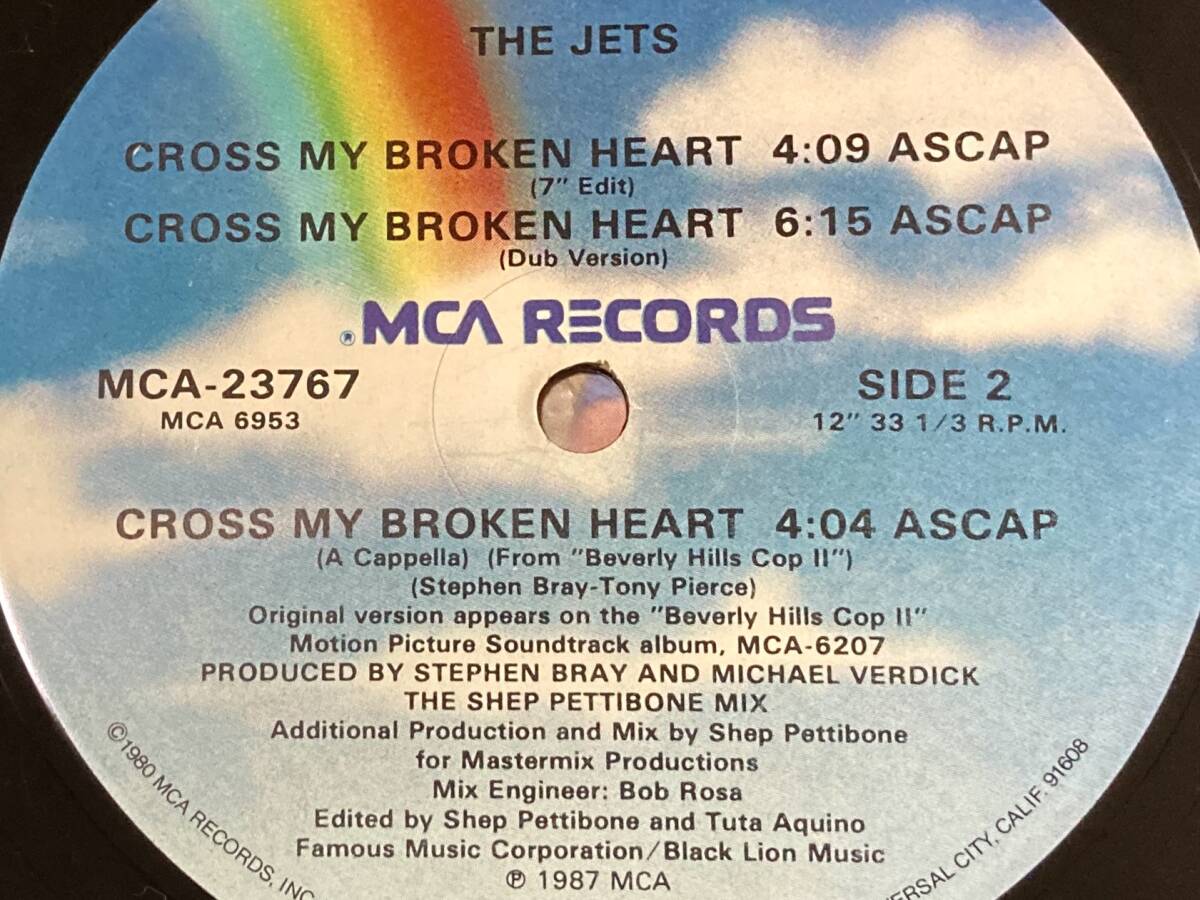 THE JETS
CROSS MY BROKEN HEART 4:09 ASCAP
(7" Edit)
CROSS MY BROKEN HEART 6:15 ASCAP
(Dub Version)
® MCA RECORDS
MCA-23767
MCA 6953
SIDE 2
12" 33 1/3 R.P.M.
CROSS MY BROKEN HEART 4:04 ASCAP
(A Cappella) (From "Beverly Hills Cop II")
(Stephen Bray-Tony Pierce)
Original version appears on the "Beverly Hills Cop II"
Motion Picture Soundtrack album, MCA-6207
PRODUCED BY STEPHEN BRAY AND MICHAEL VERDICK
THE SHEP PETTIBONE MIX
Additional Production and Mix by Shep Pettibone
for Mastermix Productions
Mix Engineer: Bob Rosa
Edited by Shep Pettibone and Tuta Aquino
Famous Music Corporation/Black Lion Music
℗ 1987 MCA
©1980 MCA RECORDS, INC
ERSAL CITY, CALIF. 91608